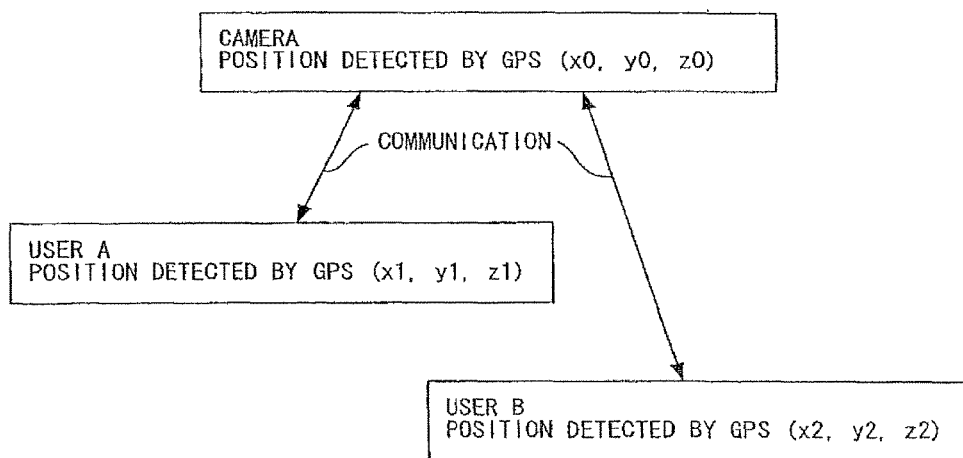 CAMERA
POSITION DETECTED BY GPS (x0, y0, z0)
COMMUNICATION
USER A
POSITION DETECTED BY GPS (x1, y1, z1)
USER B
POSITION DETECTED BY GPS (x2, y2, z2)